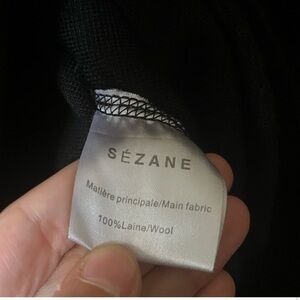 SÉZANE
Matière principale/Main fabric
100%Laine/Wool